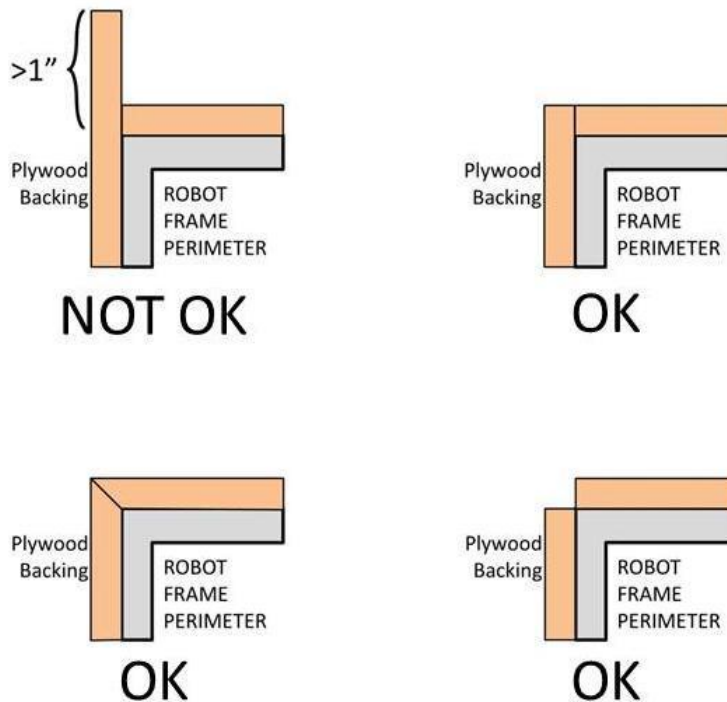 >1”
Plywood
Backing
ROBOT
FRAME
PERIMETER
NOT OK
Plywood
Backing
ROBOT
FRAME
PERIMETER
OK
Plywood
Backing
ROBOT
FRAME
PERIMETER
OK
Plywood
Backing
ROBOT
FRAME
PERIMETER
OK